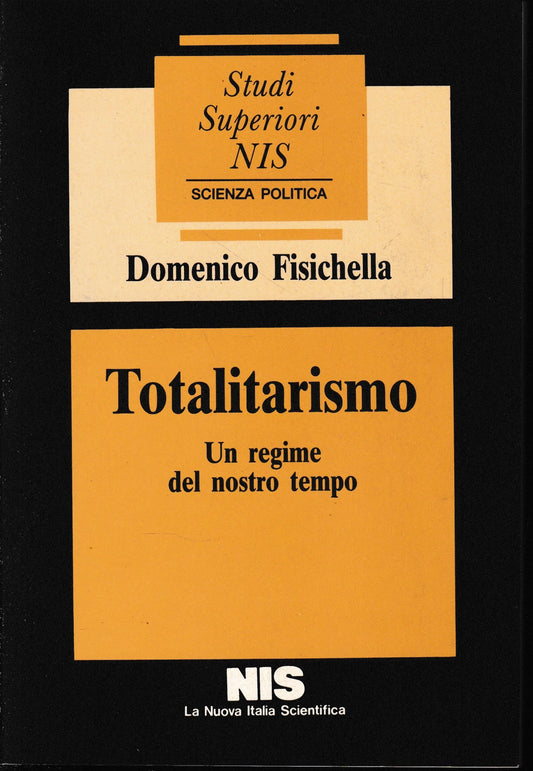 Studi
Superiori
NIS
SCIENZA POLITICA
Domenico Fisichella
Totalitarismo
Un regime
del nostro tempo
NIS
La Nuova Italia Scientifica